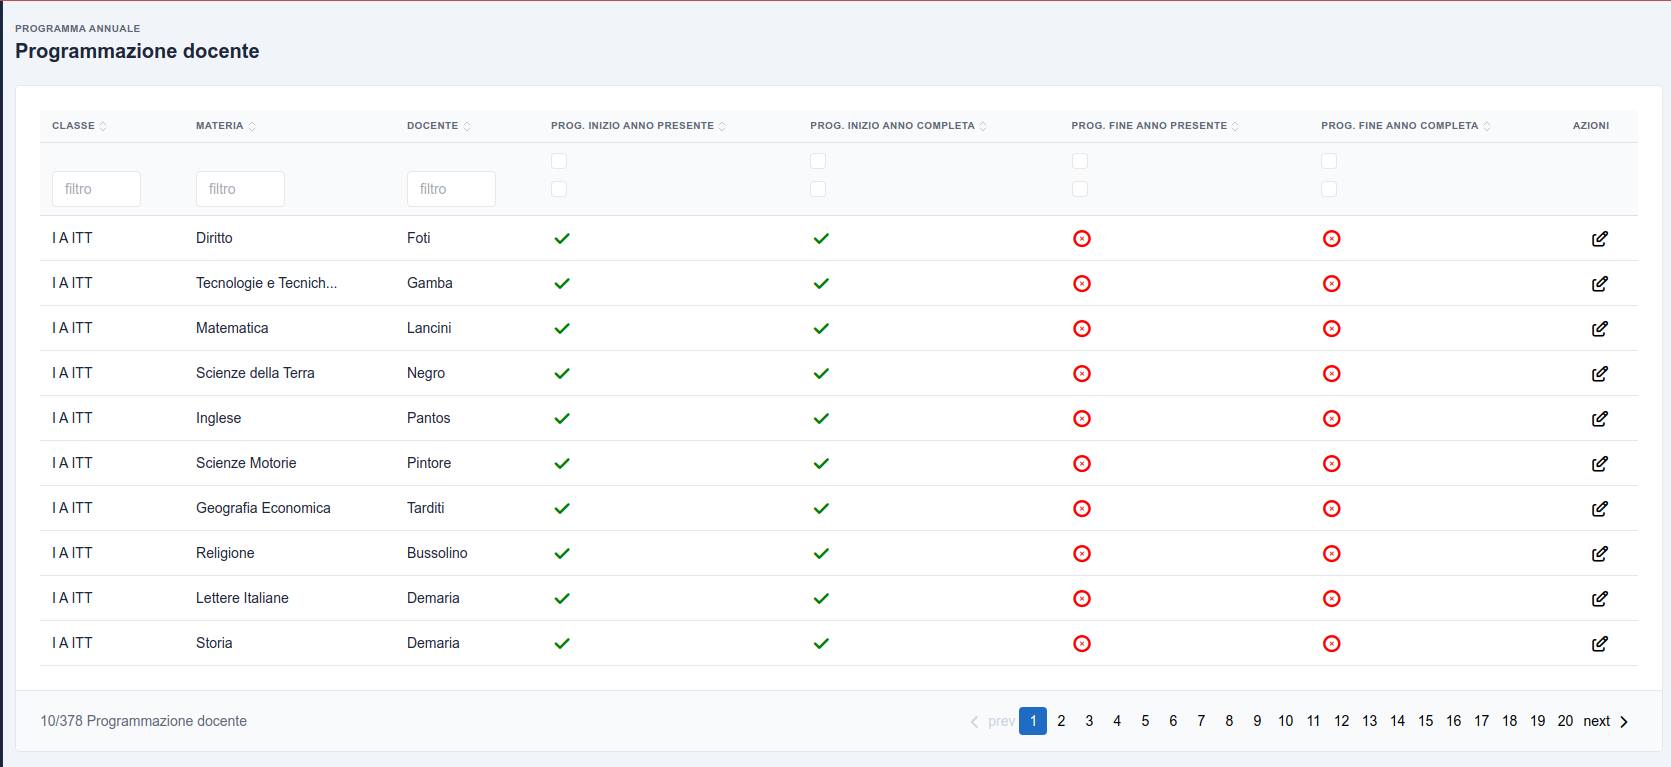 PROGRAMMA ANNUALE
Programmazione docente
CLASSE MATERIA DOCENTE PROG. INIZIO ANNO PRESENTE PROG. INIZIO ANNO COMPLETA PROG. FINE ANNO PRESENTE PROG. FINE ANNO COMPLETA AZIONI
filtro filtro filtro
I A ITT Diritto Foti
I A ITT Tecnologie e Tecnich... Gamba
I A ITT Matematica Lancini
I A ITT Scienze della Terra Negro
I A ITT Inglese Pantos
I A ITT Scienze Motorie Pintore
I A ITT Geografia Economica Tarditi
I A ITT Religione Bussolino
I A ITT Lettere Italiane Demaria
I A ITT Storia Demaria
10/378 Programmazione docente prev 1 2 3 4 5 6 7 8 9 10 11 12 13 14 15 16 17 18 19 20 next